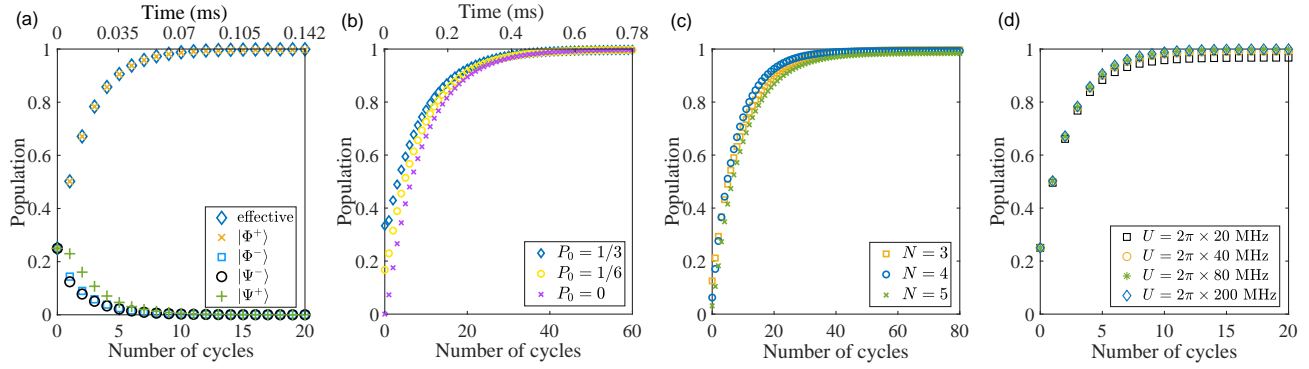 (a)
Time (ms)
0 0.035 0.07 0.105 0.142
1
0.8
0.6
0.4
0.2
0
Population
effective
|Φ⁺⟩
|Φ⁻⟩
|Ψ⁻⟩
|Ψ⁺⟩
0 5 10 15 20
Number of cycles
(b)
Time (ms)
0 0.2 0.4 0.6 0.78
1
0.8
0.6
0.4
0.2
0
Population
P₀ = 1/3
P₀ = 1/6
P₀ = 0
0 20 40 60
Number of cycles
(c)
1
0.8
0.6
0.4
0.2
0
Population
N = 3
N = 4
N = 5
0 20 40 60 80
Number of cycles
(d)
1
0.8
0.6
0.4
0.2
0
Population
U = 2π × 20 MHz
U = 2π × 40 MHz
U = 2π × 80 MHz
U = 2π × 200 MHz
0 5 10 15 20
Number of cycles